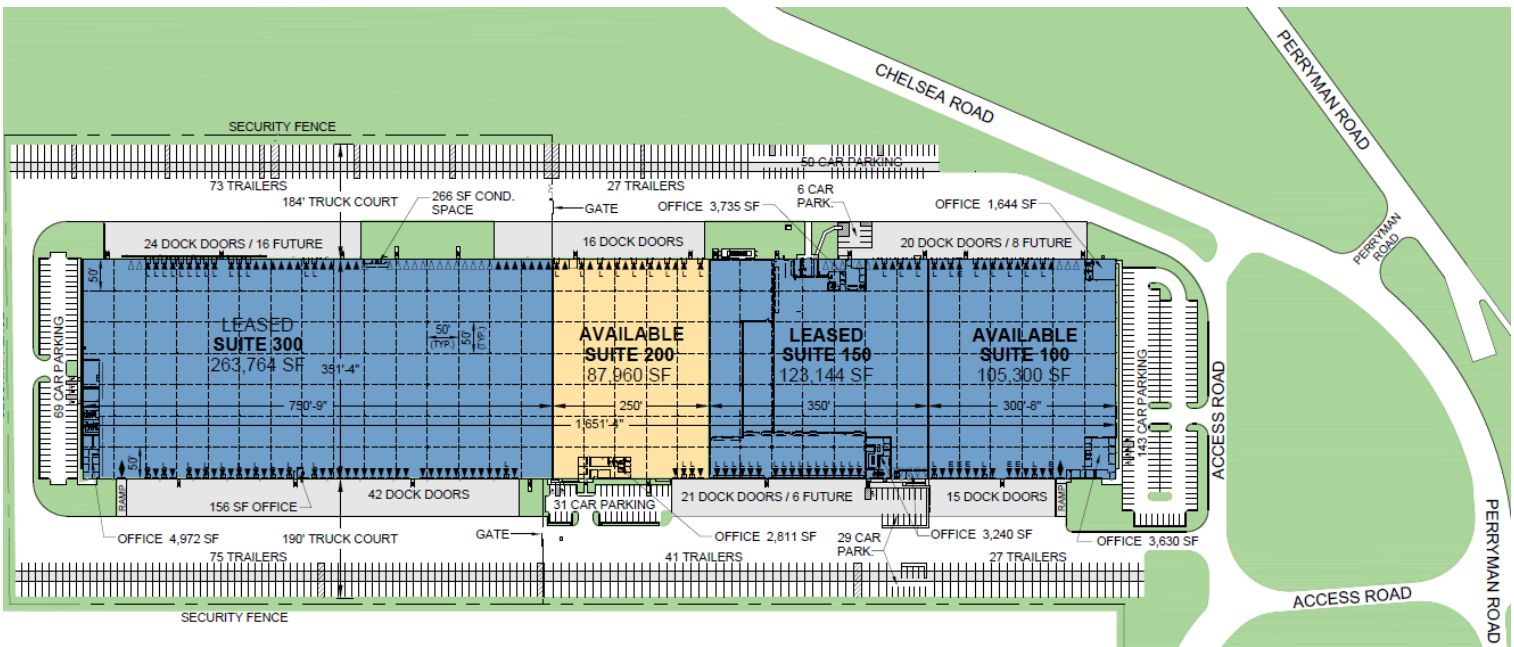 CHELSEA ROAD
PERRYMAN ROAD
SECURITY FENCE
50 CAR PARKING
73 TRAILERS
27 TRAILERS
184' TRUCK COURT
266 SF COND.
SPACE
GATE
OFFICE 3,735 SF
6 CAR
PARK.
OFFICE 1,644 SF
PERRYMAN
ROAD
24 DOCK DOORS / 16 FUTURE
16 DOCK DOORS
20 DOCK DOORS / 8 FUTURE
50'
LEASED
SUITE 300
263,764 SF
351'-4"
50'
(TYP.)
50'
(TYP.)
AVAILABLE
SUITE 200
87,960 SF
LEASED
SUITE 150
123,144 SF
AVAILABLE
SUITE 100
105,300 SF
69 CAR PARKING
143 CAR PARKING
ACCESS ROAD
750'-9"
250'
350'
300'-8"
1,651'-4"
50'
RAMP
156 SF OFFICE
42 DOCK DOORS
31 CAR PARKING
21 DOCK DOORS / 6 FUTURE
15 DOCK DOORS
RAMP
OFFICE 4,972 SF
190' TRUCK COURT
GATE
OFFICE 2,811 SF
29 CAR
PARK.
OFFICE 3,240 SF
OFFICE 3,630 SF
75 TRAILERS
41 TRAILERS
27 TRAILERS
ACCESS ROAD
PERRYMAN ROAD
SECURITY FENCE